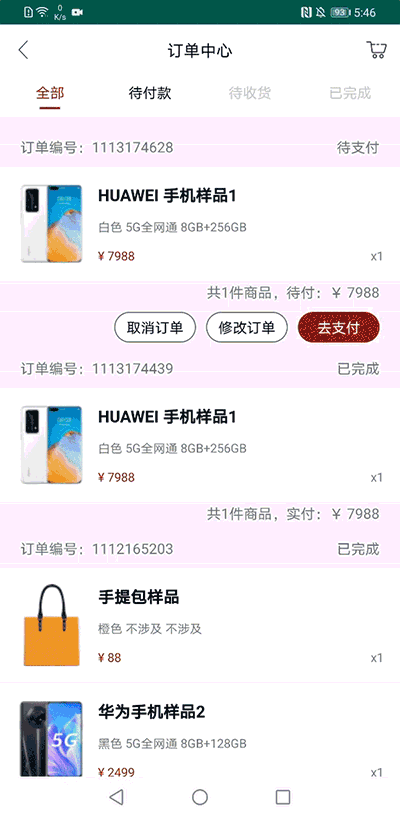 0
K/s
93
5:46
订单中心
全部 待付款 待收货 已完成
订单编号：1113174628 待支付
HUAWEI 手机样品1
白色 5G全网通 8GB+256GB
¥ 7988 x1
共1件商品，待付：￥ 7988
取消订单 修改订单 去支付
订单编号：1113174439 已完成
HUAWEI 手机样品1
白色 5G全网通 8GB+256GB
¥ 7988 x1
共1件商品，实付：￥ 7988
订单编号：1112165203 已完成
手提包样品
橙色 不涉及 不涉及
¥ 88 x1
华为手机样品2
黑色 5G全网通 8GB+128GB
5G
¥ 2499 x1